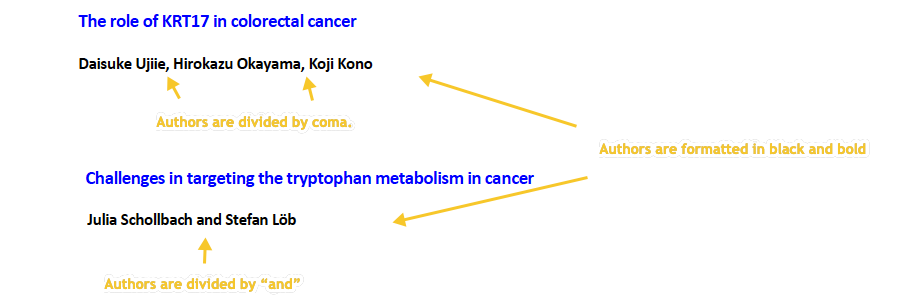 The role of KRT17 in colorectal cancer
Daisuke Ujiie, Hirokazu Okayama, Koji Kono
Authors are divided by coma.
Authors are formatted in black and bold
Challenges in targeting the tryptophan metabolism in cancer
Julia Schollbach and Stefan Löb
Authors are divided by “and”